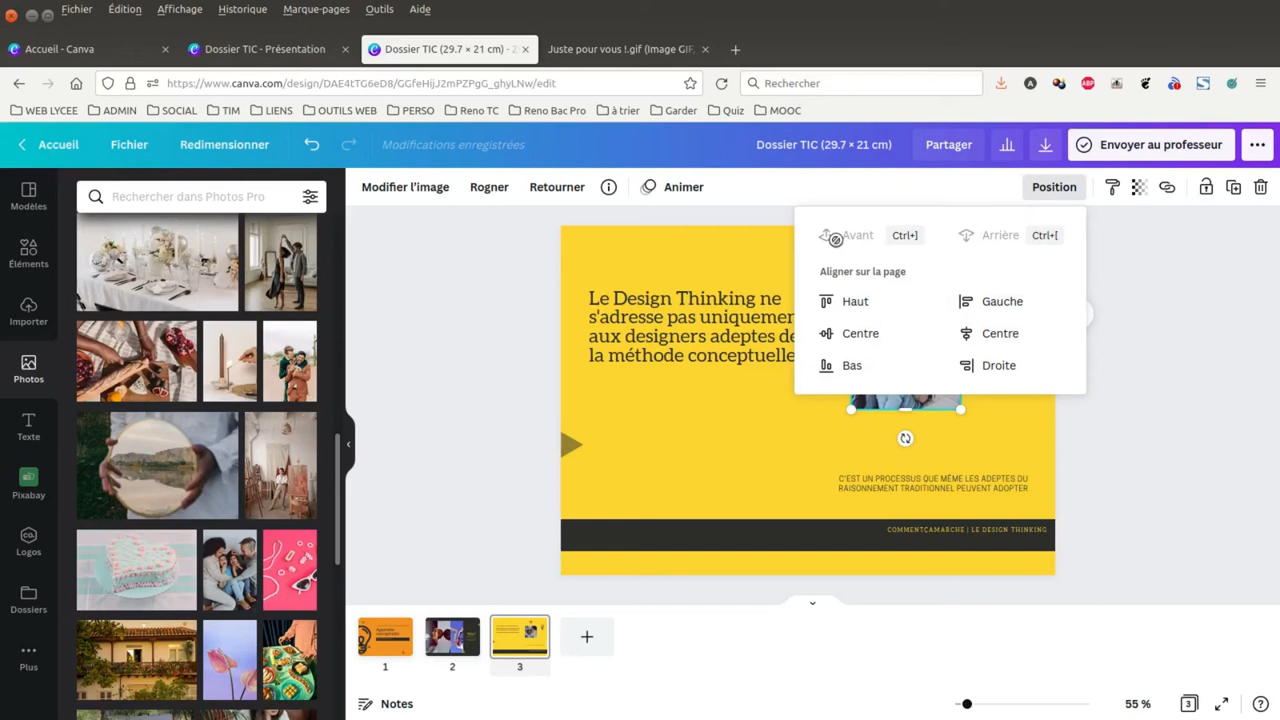 Fichier Édition Affichage Historique Marque-pages Outils Aide
Accueil - Canva
Dossier TIC - Présentation
Dossier TIC (29.7 × 21 cm) - 2
Juste pour vous !.gif (Image GIF,
https://www.canva.com/design/DAE4tTG6eD8/GGfeHijJ2mPZPgG_ghyLNw/edit
Rechercher
WEB LYCEE ADMIN SOCIAL TIM LIENS OUTILS WEB PERSO Reno TC Reno Bac Pro à trier Garder Quiz MOOC
Accueil Fichier Redimensionner Modifications enregistrées Dossier TIC (29.7 × 21 cm) Partager Envoyer au professeur
Modifier l'image Rogner Retourner Animer Position
Modèles
Éléments
Importer
Photos
Texte
Pixabay
Logos
Dossiers
Plus
Rechercher dans Photos Pro
Avant Ctrl+] Arrière Ctrl+[
Aligner sur la page
Haut Gauche
Centre Centre
Bas Droite
Le Design Thinking ne
s'adresse pas uniquemen
aux designers adeptes de
la méthode conceptuelle
C'EST UN PROCESSUS QUE MÊME LES ADEPTES DU
RAISONNEMENT TRADITIONNEL PEUVENT ADOPTER
COMMENTÇAMARCHE | LE DESIGN THINKING
1 2 3
Notes
55 %
3